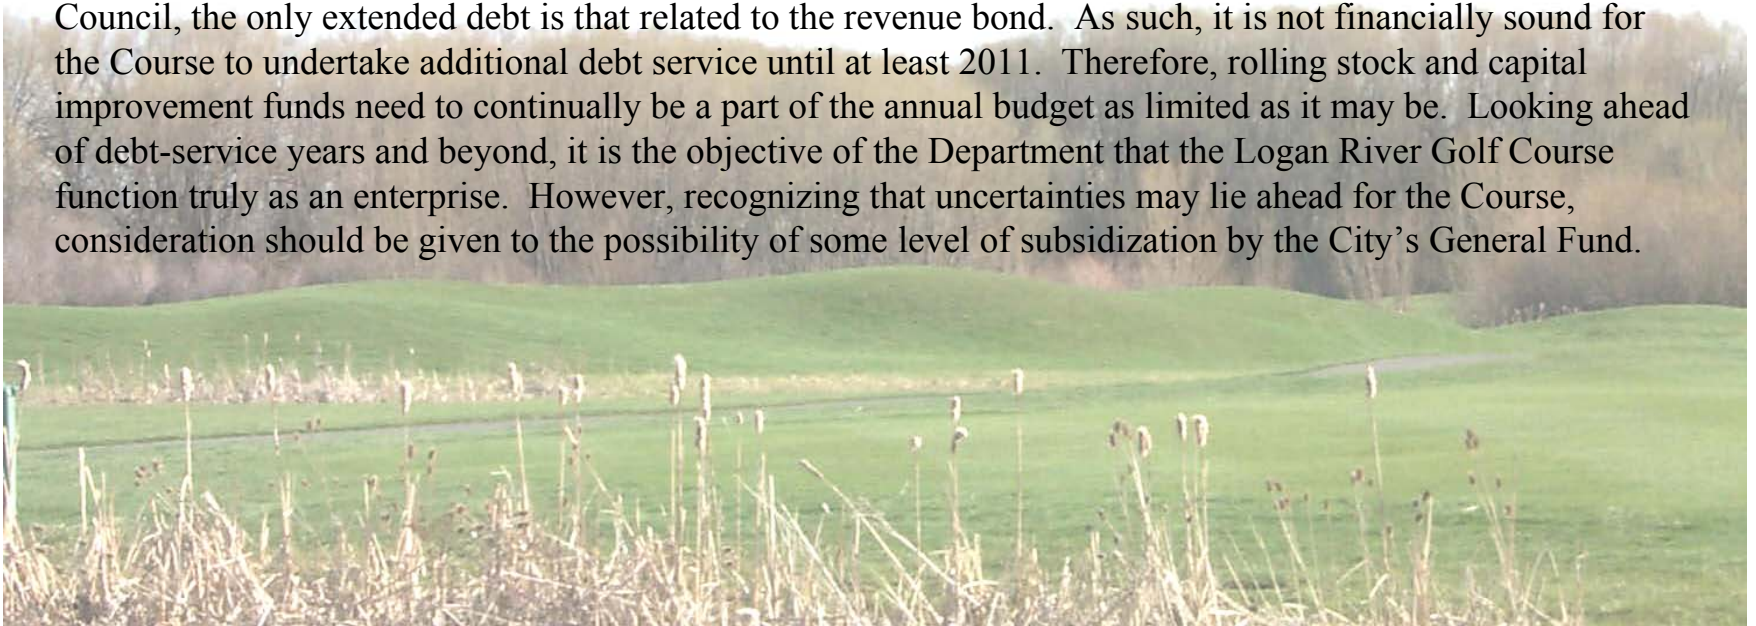 Council, the only extended debt is that related to the revenue bond.  As such, it is not financially sound for
the Course to undertake additional debt service until at least 2011.  Therefore, rolling stock and capital
improvement funds need to continually be a part of the annual budget as limited as it may be.  Looking ahead
of debt-service years and beyond, it is the objective of the Department that the Logan River Golf Course
function truly as an enterprise.  However, recognizing that uncertainties may lie ahead for the Course,
consideration should be given to the possibility of some level of subsidization by the City’s General Fund.